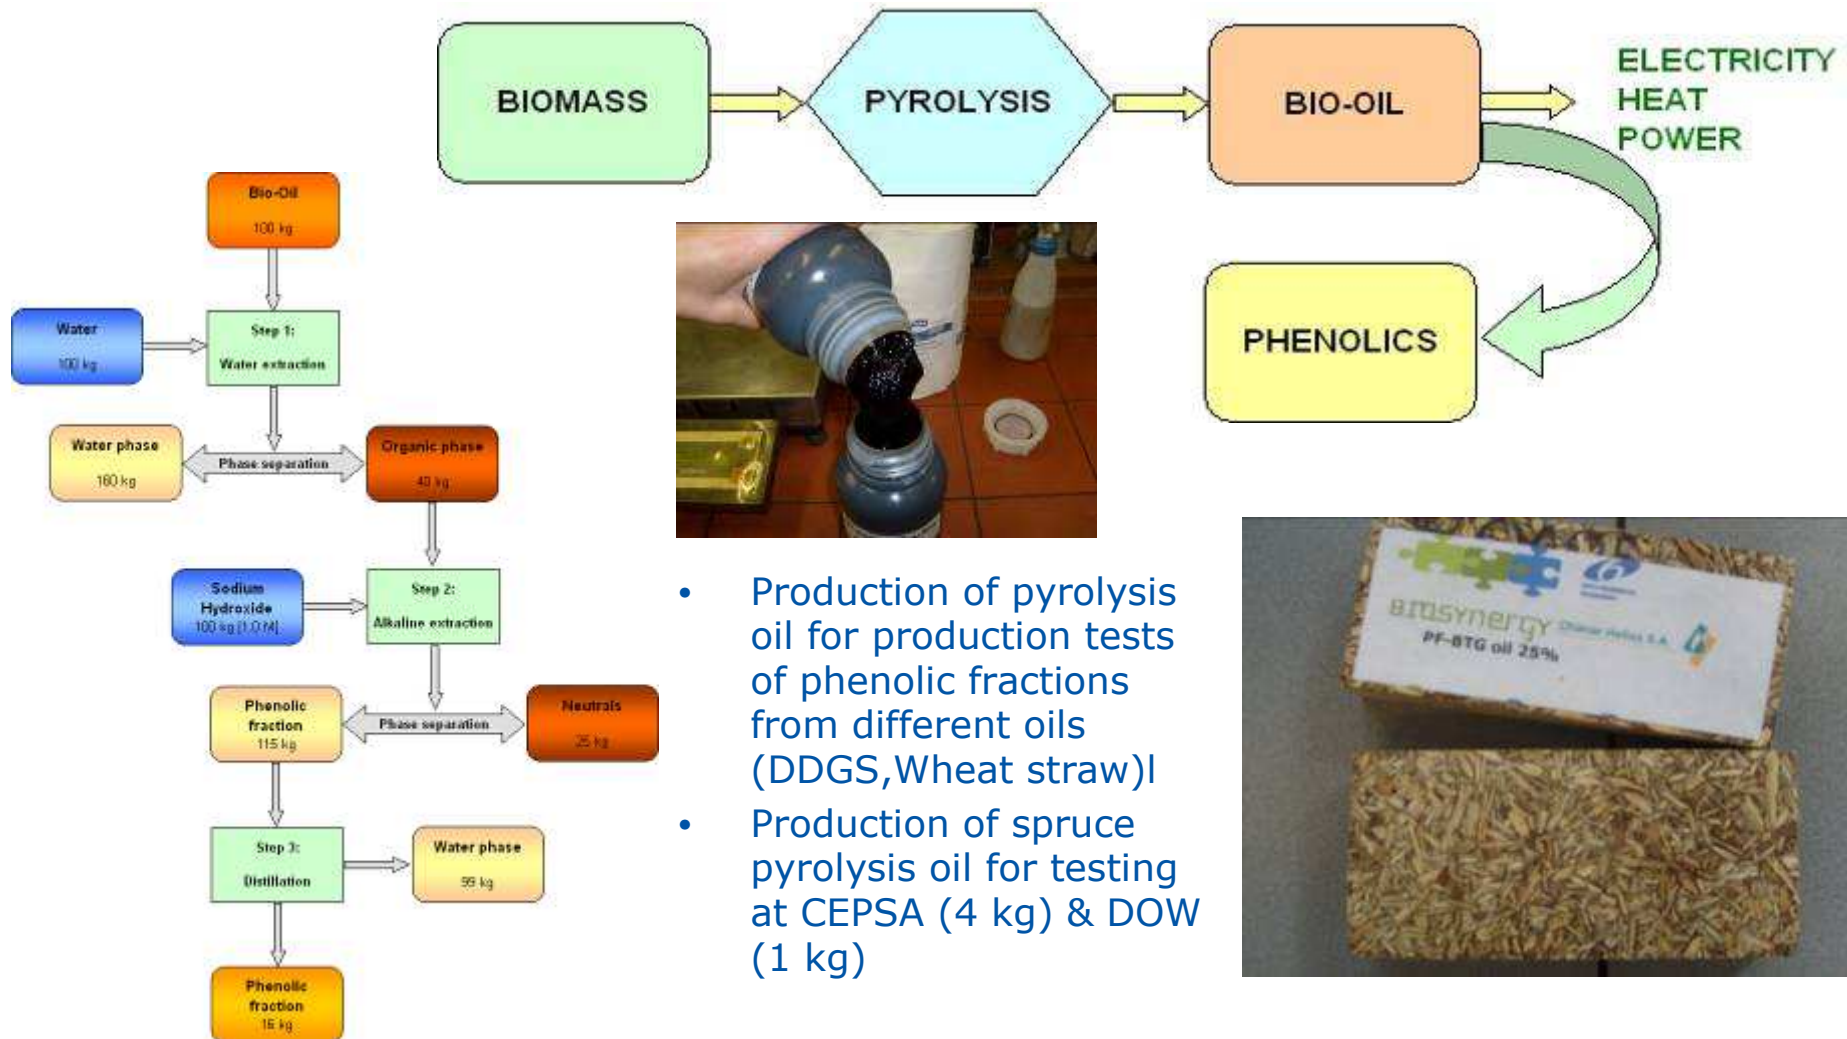 BIOMASS
PYROLYSIS
BIO-OIL
ELECTRICITY
HEAT
POWER
PHENOLICS
Bio-Oil
100 kg
Water
100 kg
Step 1:
Water extraction
Water phase
160 kg
Phase separation
Organic phase
40 kg
Sodium
Hydroxide
100 kg [1.0 M]
Step 2:
Alkaline extraction
Phenolic
fraction
115 kg
Phase separation
Neutrals
25 kg
Step 3:
Distillation
Water phase
99 kg
Phenolic
fraction
16 kg
• Production of pyrolysis
oil for production tests
of phenolic fractions
from different oils
(DDGS,Wheat straw)l
• Production of spruce
pyrolysis oil for testing
at CEPSA (4 kg) & DOW
(1 kg)
BIOSYNERGY Chimar Hellas S.A.
PF-BTG oil 25%